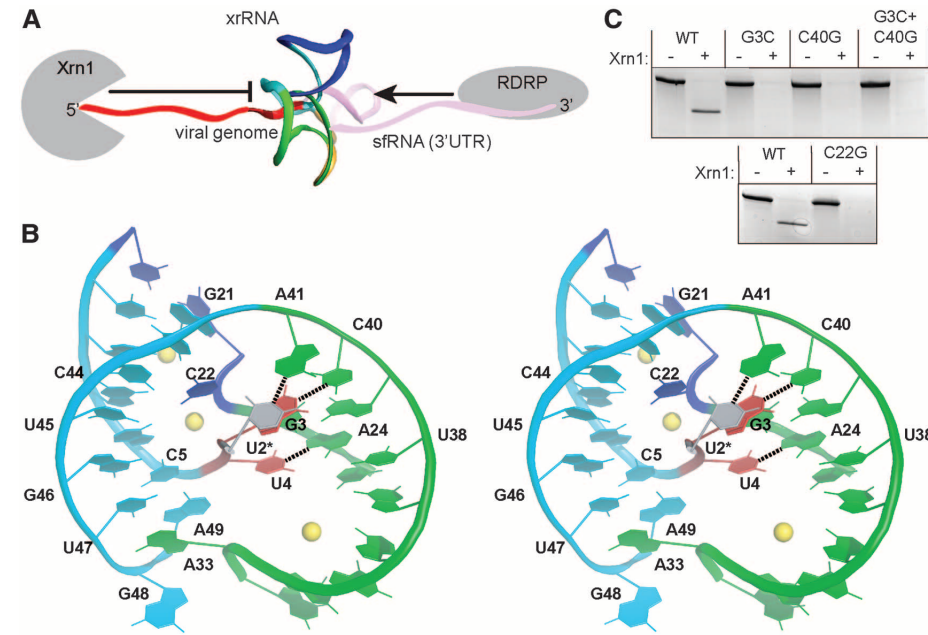 A
xrRNA
Xrn1
5'
viral genome
sfRNA (3'UTR)
RDRP
3'
C
WT G3C C40G G3C+ C40G
Xrn1: - + - + - + - +
WT C22G
Xrn1: - + - +
B
G21 A41
C40
C44 C22
U45 G3 A24 U38
U2*
C5 U4
G46
U47 A49
A33
G48
G21 A41
C40
C44 C22
U45 G3 A24 U38
U2*
C5 U4
G46
U47 A49
A33
G48